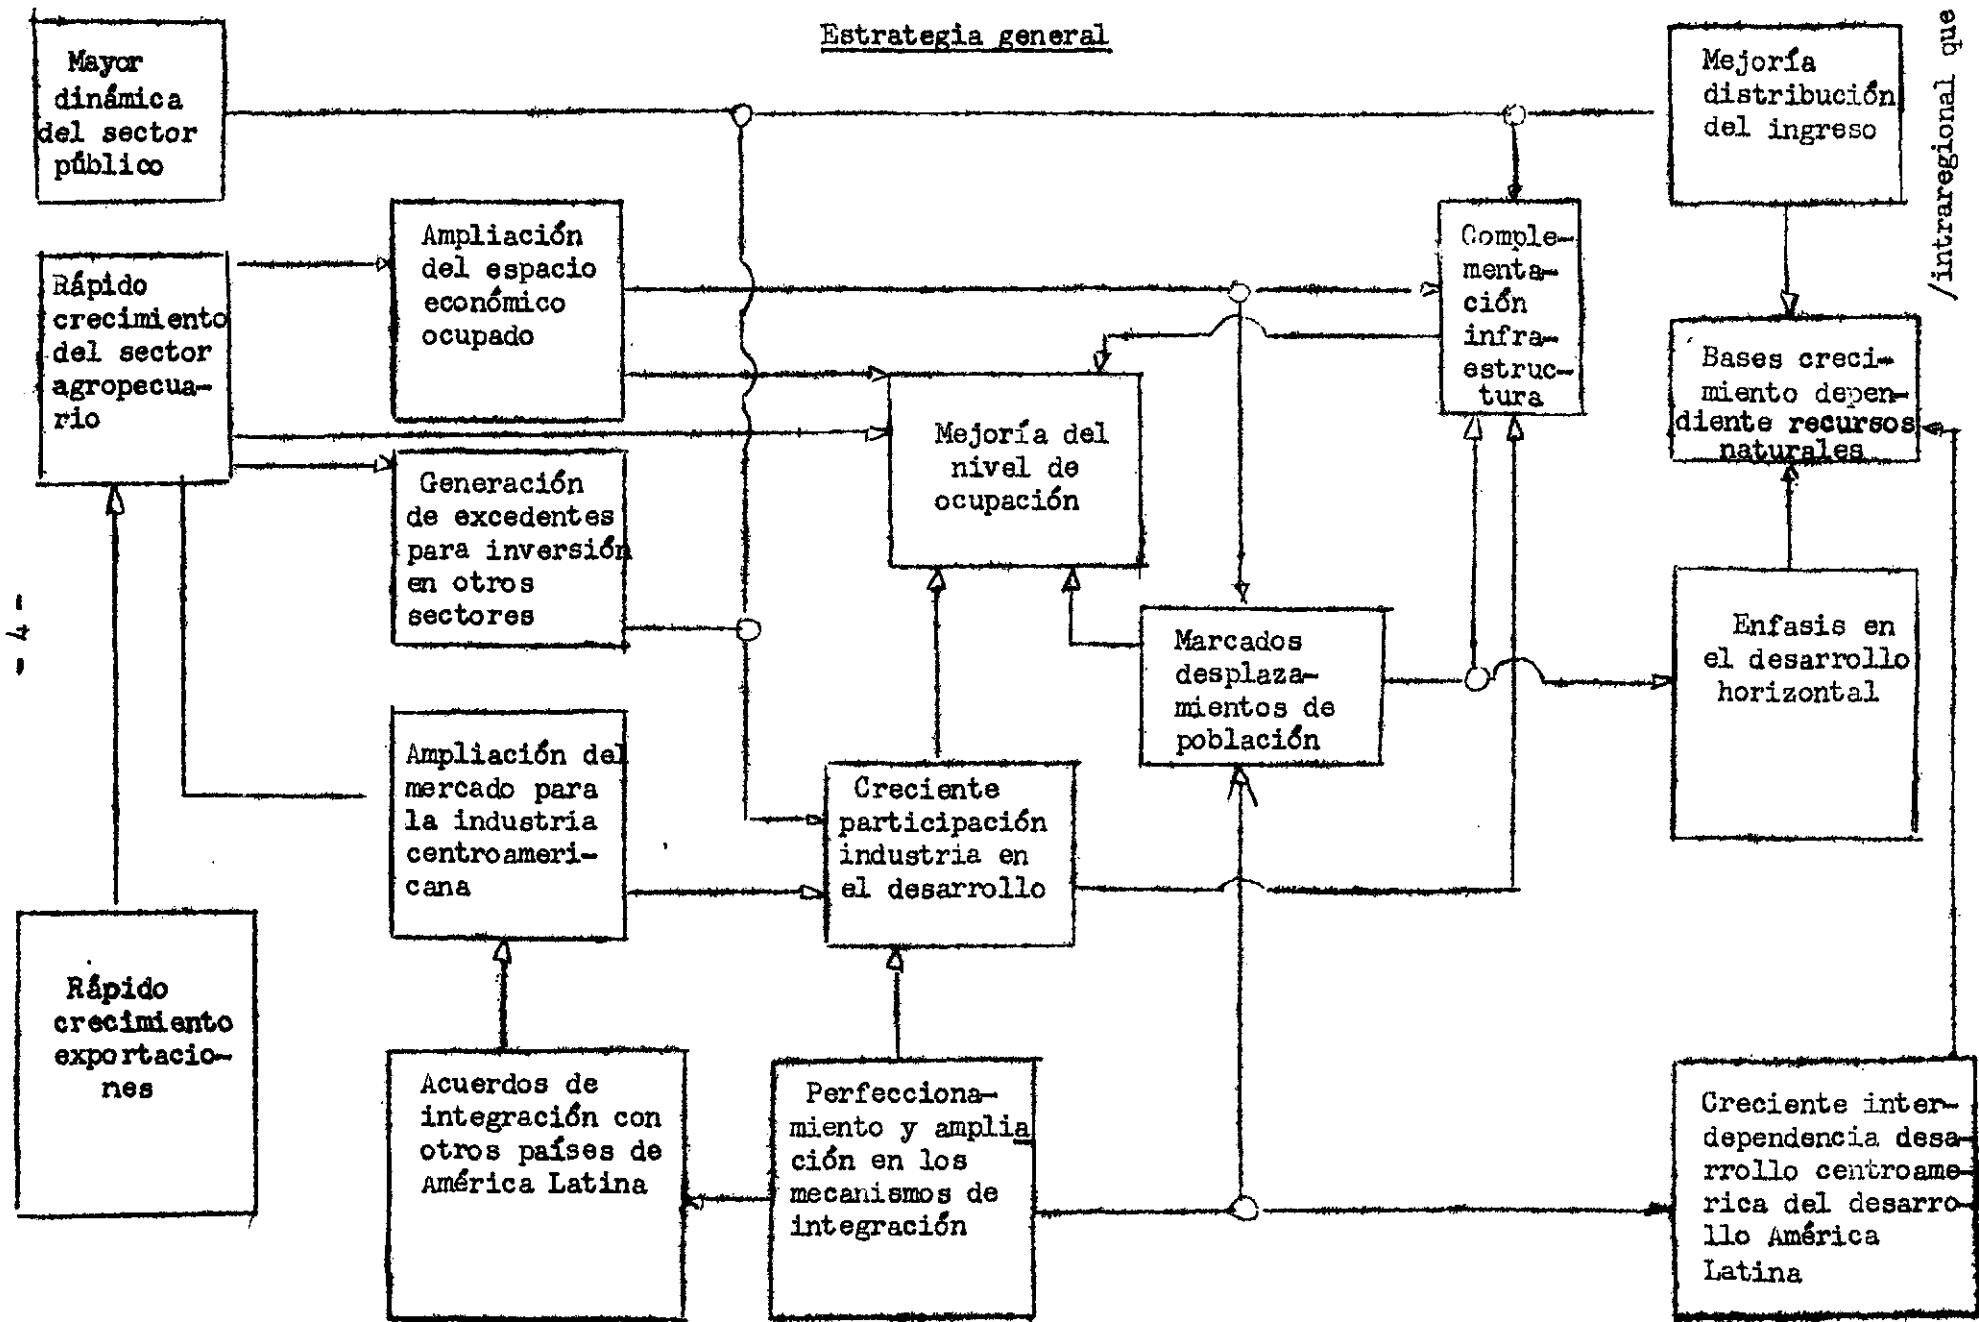 Estrategia general
Mayor
dinámica
del sector
público
Mejoría
distribución
del ingreso
/intraregional que
Ampliación
del espacio
económico
ocupado
Comple-
menta-
ción
infra-
estruc-
tura
Rápido
crecimiento
del sector
agropecua-
rio
Bases creci-
miento depen-
diente recursos
naturales
Mejoría del
nivel de
ocupación
Generación
de excedentes
para inversión
en otros
sectores
- 4 -
Marcados
desplaza-
mientos de
población
Enfasis en
el desarrollo
horizontal
Ampliación del
mercado para
la industria
centroameri-
cana
Creciente
participación
industria en
el desarrollo
Rápido
crecimiento
exportacio-
nes
Acuerdos de
integración con
otros países de
América Latina
Perfecciona-
miento y amplia
ción en los
mecanismos de
integración
Creciente inter-
dependencia desa-
rrollo centroame-
rica del desarro-
llo América
Latina